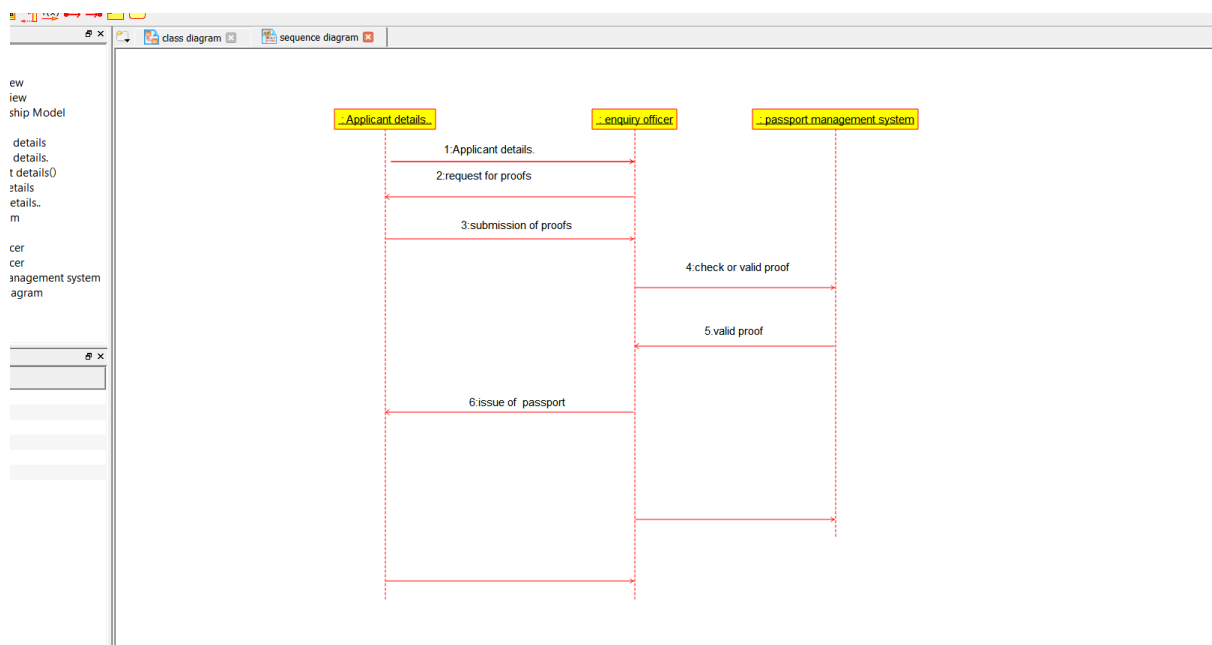 class diagram
sequence diagram
ew
iew
ship Model
details
details.
t details()
etails
etails..
m
cer
cer
anagement system
agram
: Applicant details..
: enquiry officer
: passport management system
1:Applicant details.
2:request for proofs
3:submission of proofs
4:check or valid proof
5.valid proof
6:issue of passport